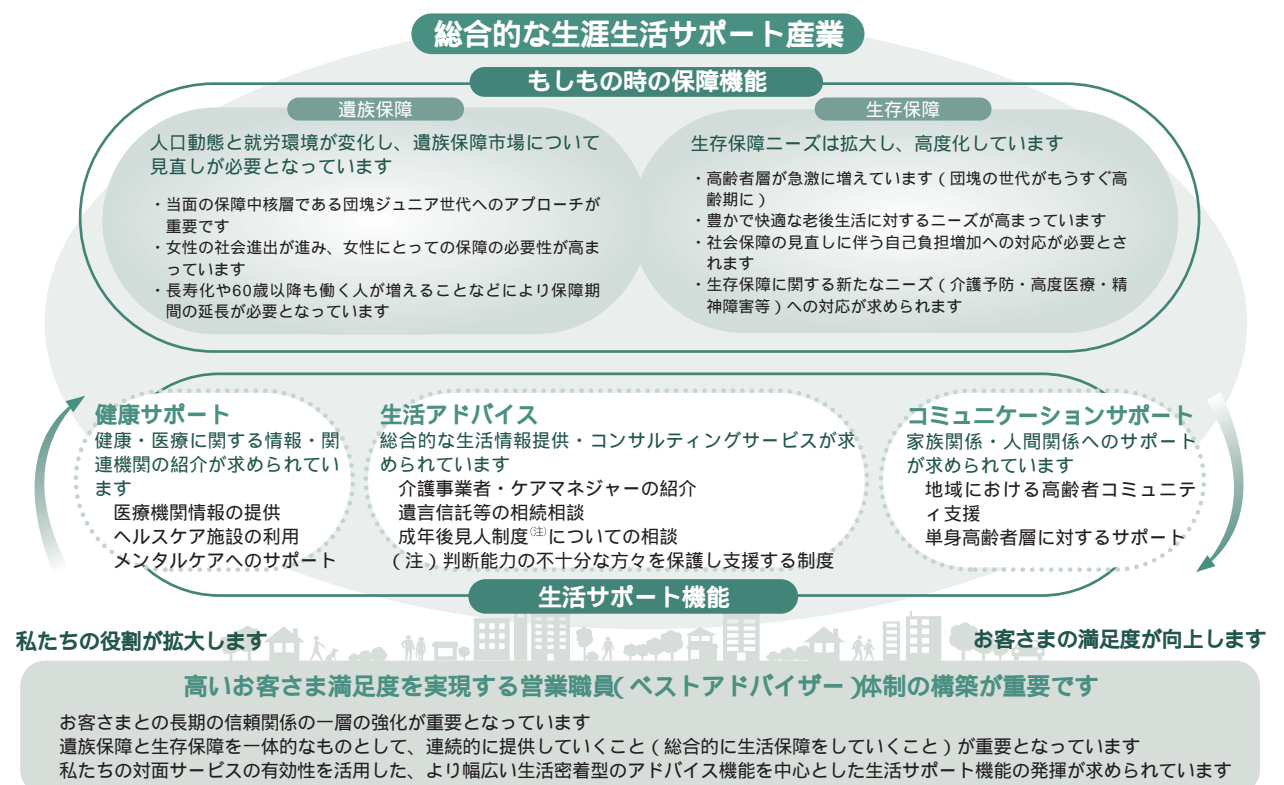 総合的な生涯生活サポート産業
もしもの時の保障機能
遺族保障
人口動態と就労環境が変化し、遺族保障市場について
見直しが必要となっています
・当面の保障中核層である団塊ジュニア世代へのアプローチが
重要です
・女性の社会進出が進み、女性にとっての保障の必要性が高ま
っています
・長寿化や60歳以降も働く人が増えることなどにより保障期
間の延長が必要となっています
生存保障
生存保障ニーズは拡大し、高度化しています
・高齢者層が急激に増えています(団塊の世代がもうすぐ高
齢期に)
・豊かで快適な老後生活に対するニーズが高まっています
・社会保障の見直しに伴う自己負担増加への対応が必要とさ
れます
・生存保障に関する新たなニーズ(介護予防・高度医療・精
神障害等)への対応が求められます
健康サポート
健康・医療に関する情報・関
連機関の紹介が求められてい
ます
医療機関情報の提供
ヘルスケア施設の利用
メンタルケアへのサポート
生活アドバイス
総合的な生活情報提供・コンサルティングサービスが求
められています
介護事業者・ケアマネジャーの紹介
遺言信託等の相続相談
成年後見人制度(注)についての相談
(注)判断能力の不十分な方々を保護し支援する制度
コミュニケーションサポート
家族関係・人間関係へのサポート
が求められています
地域における高齢者コミュニテ
ィ支援
単身高齢者層に対するサポート
生活サポート機能
私たちの役割が拡大します
お客さまの満足度が向上します
高いお客さま満足度を実現する営業職員(ベストアドバイザー)体制の構築が重要です
お客さまとの長期の信頼関係の一層の強化が重要となっています
遺族保障と生存保障を一体的なものとして、連続的に提供していくこと(総合的に生活保障をしていくこと)が重要となっています
私たちの対面サービスの有効性を活用した、より幅広い生活密着型のアドバイス機能を中心とした生活サポート機能の発揮が求められています